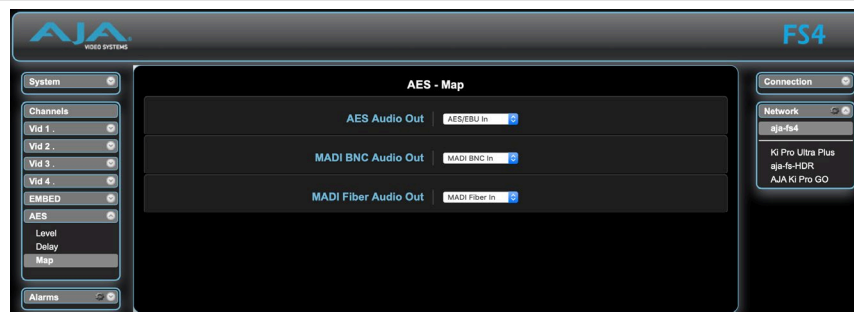 AJA
VIDEO SYSTEMS
FS4
System
Channels
Vid 1 .
Vid 2 .
Vid 3 .
Vid 4 .
EMBED
AES
Level
Delay
Map
Alarms
AES - Map
AES Audio Out
AES/EBU In
MADI BNC Audio Out
MADI BNC In
MADI Fiber Audio Out
MADI Fiber In
Connection
Network
aja-fs4
Ki Pro Ultra Plus
aja-fs-HDR
AJA Ki Pro GO